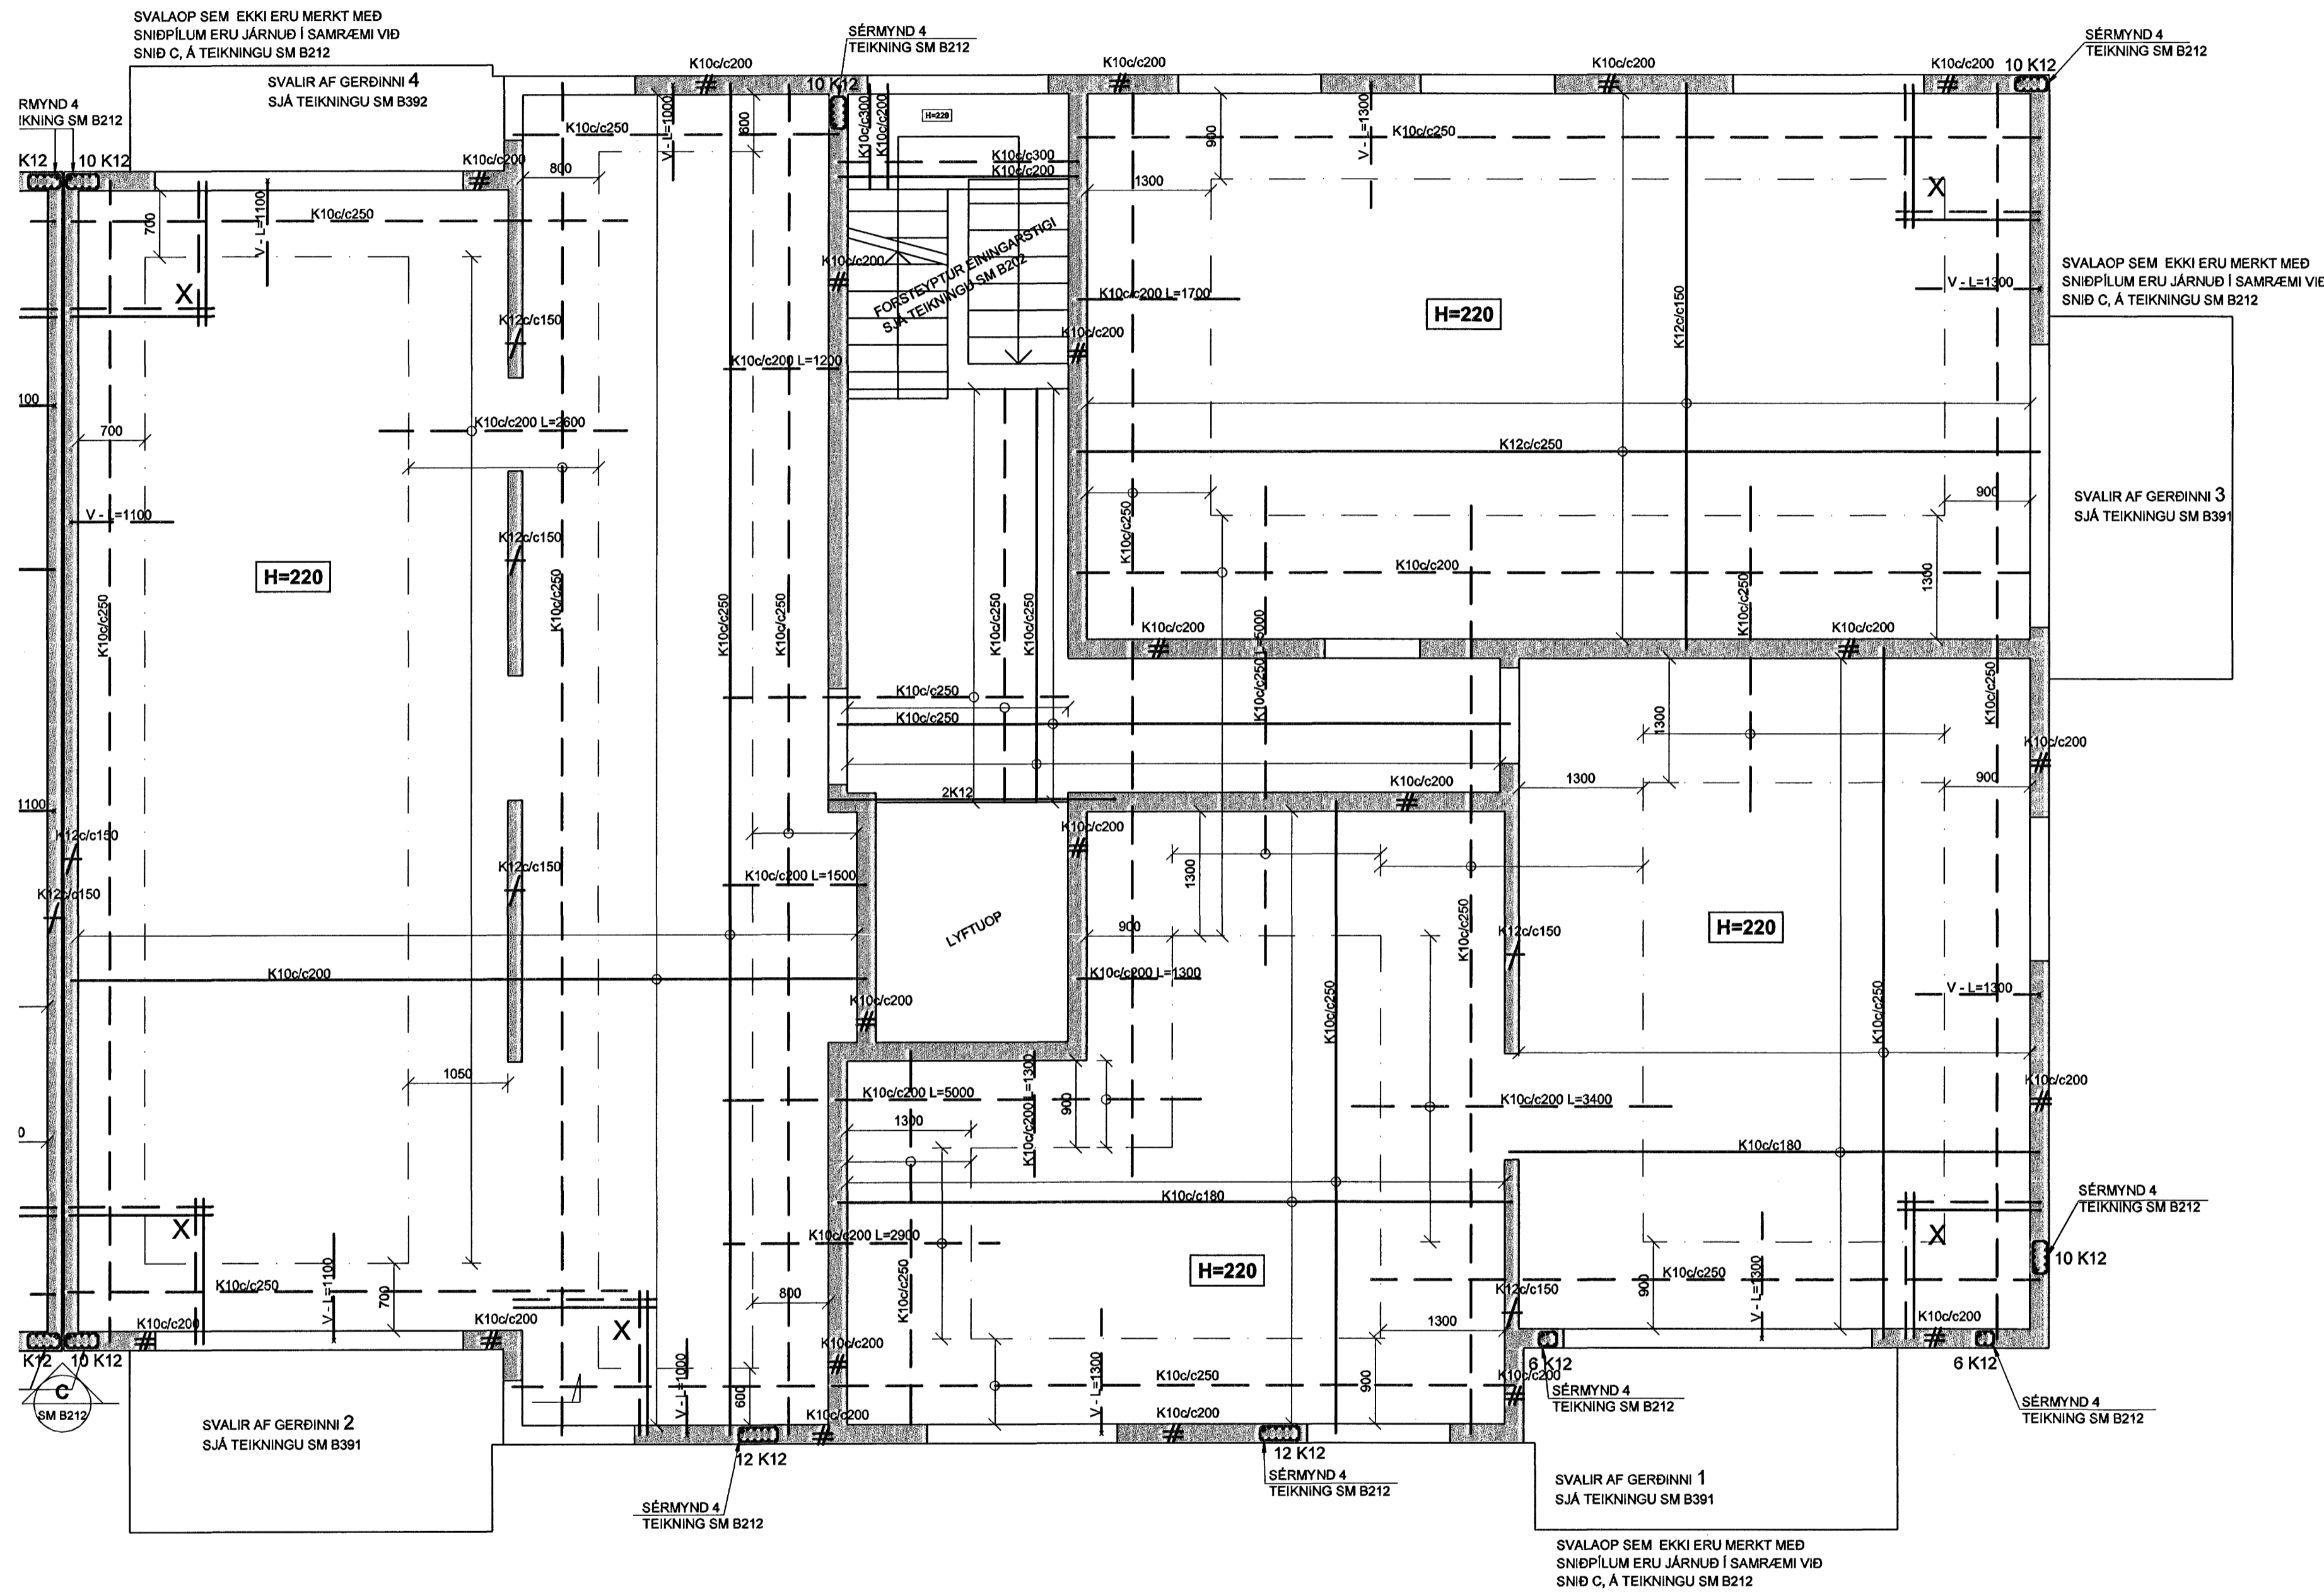 SVALAOP SEM EKKI ERU MERKT MEÐ
SNIÐPÍLUM ERU JÁRNUÐ Í SAMRÆMI VIÐ
SNIÐ C, Á TEIKNINGU SM B212
SVALIR AF GERÐINNI 4
SJÁ TEIKNINGU SM B392
RMYND 4
IKNING SM B212
K12
10 K12
SÉRMYND 4
TEIKNING SM B212
K10c/c200
10 K12
K10c/c200
K10c/c200
K10c/c200
10 K12
SÉRMYND 4
TEIKNING SM B212
K10c/c250
V - L=1000
600
K10c/c300
K10c/c200
H=220
K10c/c300
K10c/c200
900
V - L=1300
K10c/c250
1300
X
K10c/c200
800
700
V - L=1100
K10c/c250
X
K12c/c150
K10c/c200
FORSTEYPTUR EININGARSTIGI
SJÁ TEIKNINGU SM B202
K10c/c200 L=1700
K10c/c200
H=220
K12c/c150
V - L=1300
SVALAOP SEM EKKI ERU MERKT MEÐ
SNIÐPÍLUM ERU JÁRNUÐ Í SAMRÆMI VIÐ
SNIÐ C, Á TEIKNINGU SM B212
K10c/c200 L=1200
100
700
K10c/c200 L=2600
K12c/c250
900
SVALIR AF GERÐINNI 3
SJÁ TEIKNINGU SM B391
V - L=1100
K12c/c150
K10c/c250
H=220
K10c/c250
K10c/c250
K10c/c250
K10c/c250
K10c/c250
K10c/c250
K10c/c200
1300
K10c/c200
K10c/c250 L=5000
K10c/c250
K10c/c200
K10c/c250
K10c/c250
K10c/c250
1300
K10c/c200
1300
900
1100
2K12
K10c/c200
K12c/c150
K12c/c150
K12c/c150
K10c/c200
1300
K10c/c200 L=1500
LYFTUOP
900
K10c/c250
K12c/c150
H=220
K10c/c200
K10c/c200 L=1300
K10c/c200
K10c/c250
K10c/c250
V - L=1300
1050
K10c/c200 L=5000
K10c/c200 L=1300
900
K10c/c200 L=3400
K10c/c200
0
1300
K10c/c180
K10c/c180
SÉRMYND 4
TEIKNING SM B212
X
X
K10c/c200 L=2900
K10c/c250
H=220
10 K12
K10c/c250
V - L=1100
700
800
K10c/c250
900
V - L=1300
K12c/c150
K10c/c200
K10c/c200
X
1300
K10c/c200
K12
10 K12
K10c/c200
6 K12
6 K12
C
SM B212
V - L=1000
600
K10c/c250
V - L=1300
900
K10c/c200
SÉRMYND 4
TEIKNING SM B212
SÉRMYND 4
TEIKNING SM B212
SVALIR AF GERÐINNI 2
SJÁ TEIKNINGU SM B391
K10c/c200
K10c/c200
12 K12
12 K12
SÉRMYND 4
TEIKNING SM B212
SÉRMYND 4
TEIKNING SM B212
SVALIR AF GERÐINNI 1
SJÁ TEIKNINGU SM B391
SVALAOP SEM EKKI ERU MERKT MEÐ
SNIÐPÍLUM ERU JÁRNUÐ Í SAMRÆMI VIÐ
SNIÐ C, Á TEIKNINGU SM B212